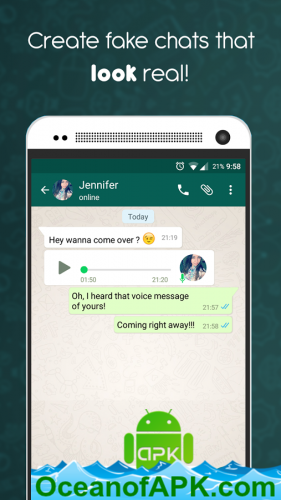 Create fake chats that
look real!
21% 9:58
Jennifer
online
Today
Hey wanna come over ? 21:19
01:50 21:20
Oh, I heard that voice message
of yours! 21:57
Coming right away!!! 21:58
apk
OceanofAPK.com